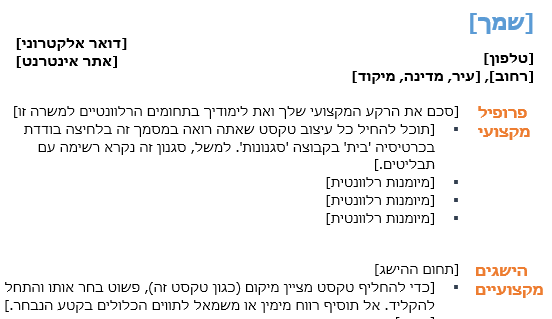 [שמך]
[טלפון]
[רחוב], [עיר, מדינה, מיקוד]
[דואר אלקטרוני]
[אתר אינטרנט]
פרופיל
מקצועי
[סכם את הרקע המקצועי שלך ואת לימודיך בתחומים הרלוונטיים למשרה זו]
▪ [תוכל להחיל כל עיצוב טקסט שאתה רואה במסמך זה בלחיצה בודדת
בכרטיסיה 'בית' בקבוצה 'סגנונות'. למשל, סגנון זה נקרא רשימה עם
תבליטים.]
▪ [מיומנות רלוונטית]
▪ [מיומנות רלוונטית]
▪ [מיומנות רלוונטית]
הישגים
מקצועיים
[תחום ההישג]
▪ [כדי להחליף טקסט מציין מיקום (כגון טקסט זה), פשוט בחר אותו והתחל
להקליד. אל תוסיף רווח מימין או משמאל לתווים הכלולים בקטע הנבחר.]